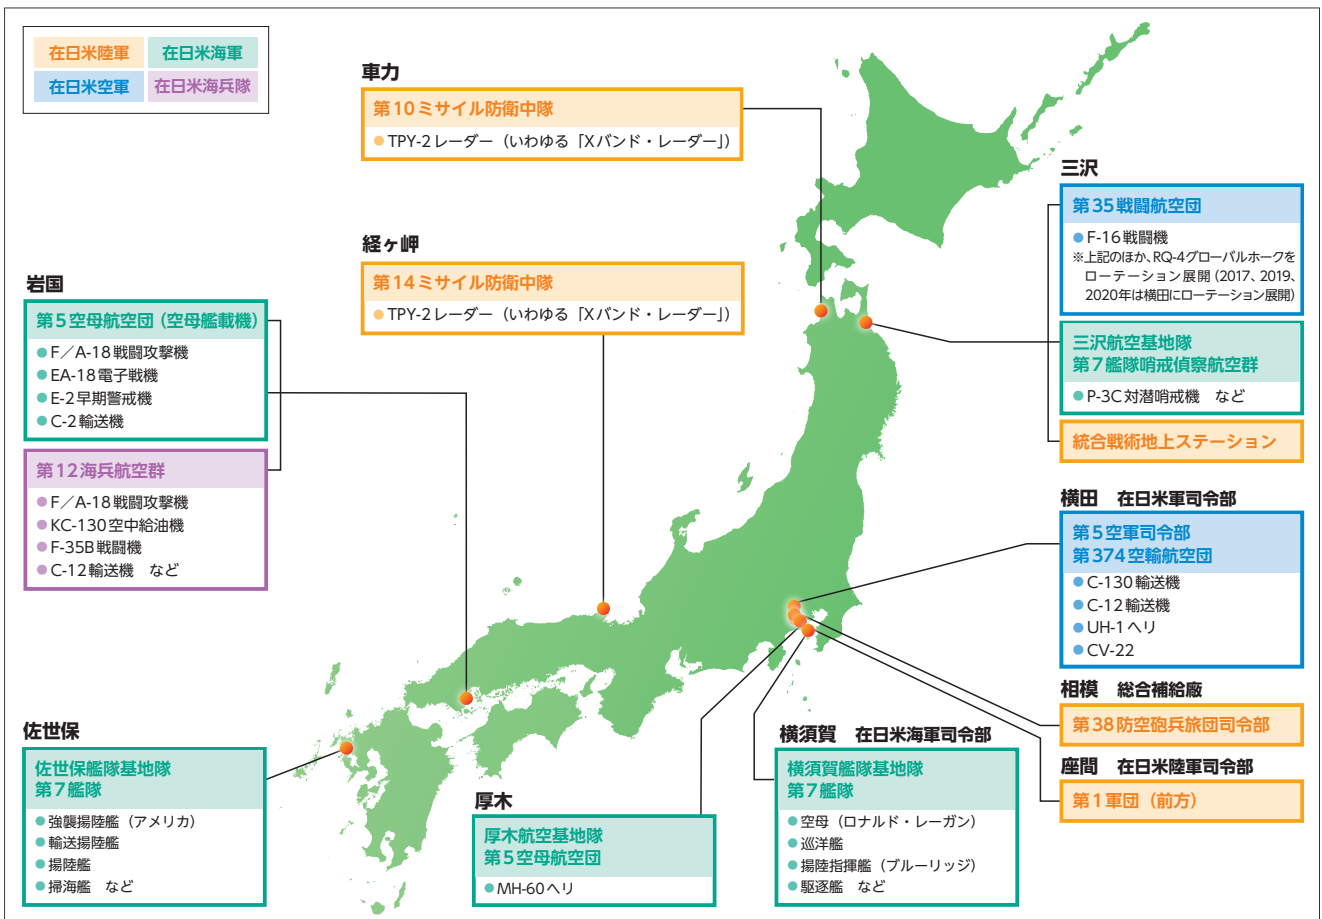 在日米陸軍
在日米海軍
在日米空軍
在日米海兵隊
車力
第10ミサイル防衛中隊
●TPY-2レーダー（いわゆる「Xバンド・レーダー」）
経ヶ岬
第14ミサイル防衛中隊
●TPY-2レーダー（いわゆる「Xバンド・レーダー」）
岩国
第5空母航空団（空母艦載機）
●F／A-18戦闘攻撃機
●EA-18電子戦機
●E-2早期警戒機
●C-2輸送機
第12海兵航空群
●F／A-18戦闘攻撃機
●KC-130空中給油機
●F-35B戦闘機
●C-12輸送機　など
佐世保
佐世保艦隊基地隊
第7艦隊
●強襲揚陸艦（アメリカ）
●輸送揚陸艦
●揚陸艦
●掃海艦　など
厚木
厚木航空基地隊
第5空母航空団
●MH-60ヘリ
横須賀　在日米海軍司令部
横須賀艦隊基地隊
第7艦隊
●空母（ロナルド・レーガン）
●巡洋艦
●揚陸指揮艦（ブルーリッジ）
●駆逐艦　など
三沢
第35戦闘航空団
●F-16戦闘機
※上記のほか、RQ-4グローバルホークを
ローテーション展開（2017、2019、
2020年は横田にローテーション展開）
三沢航空基地隊
第7艦隊哨戒偵察航空群
●P-3C対潜哨戒機　など
統合戦術地上ステーション
横田　在日米軍司令部
第5空軍司令部
第374空輸航空団
●C-130輸送機
●C-12輸送機
●UH-1ヘリ
●CV-22
相模　総合補給廠
第38防空砲兵旅団司令部
座間　在日米陸軍司令部
第1軍団（前方）